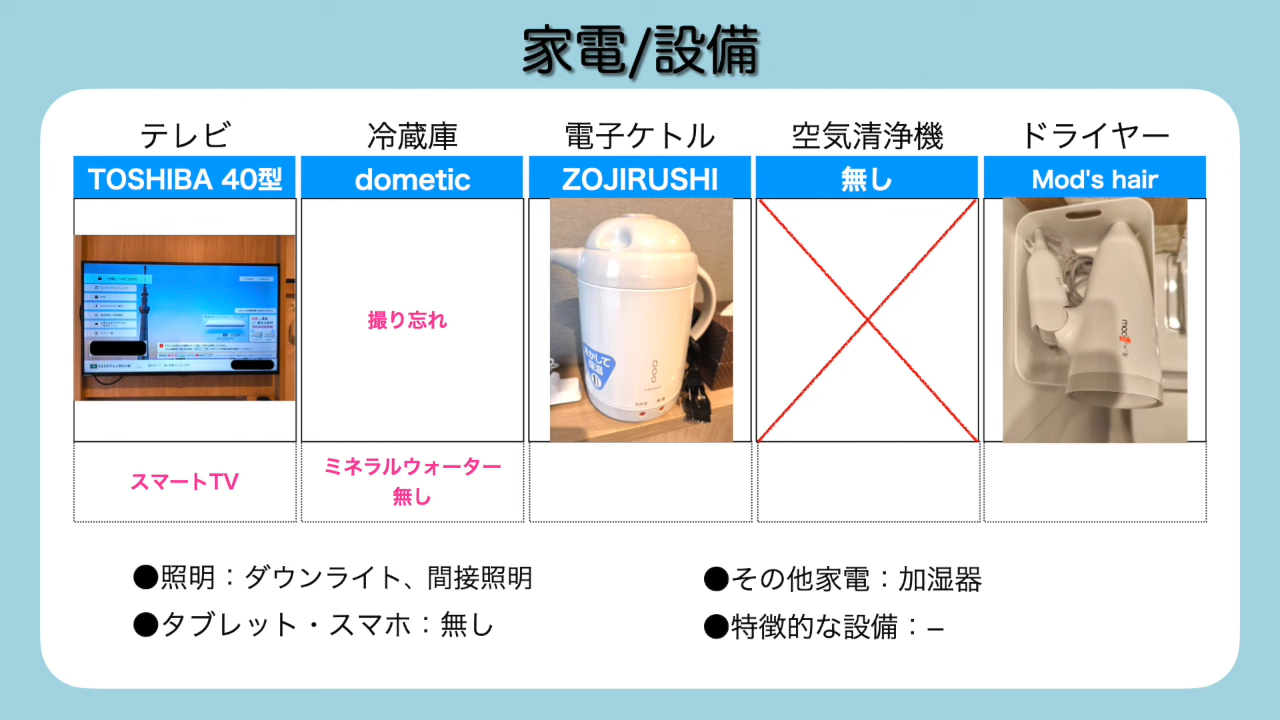 家電/設備
テレビ
冷蔵庫
電子ケトル
空気清浄機
ドライヤー
TOSHIBA 40型
dometic
ZOJIRUSHI
無し
Mod's hair
撮り忘れ
保温
スマートTV
ミネラルウォーター
無し
●照明：ダウンライト、間接照明
●その他家電：加湿器
●タブレット・スマホ：無し
●特徴的な設備：–